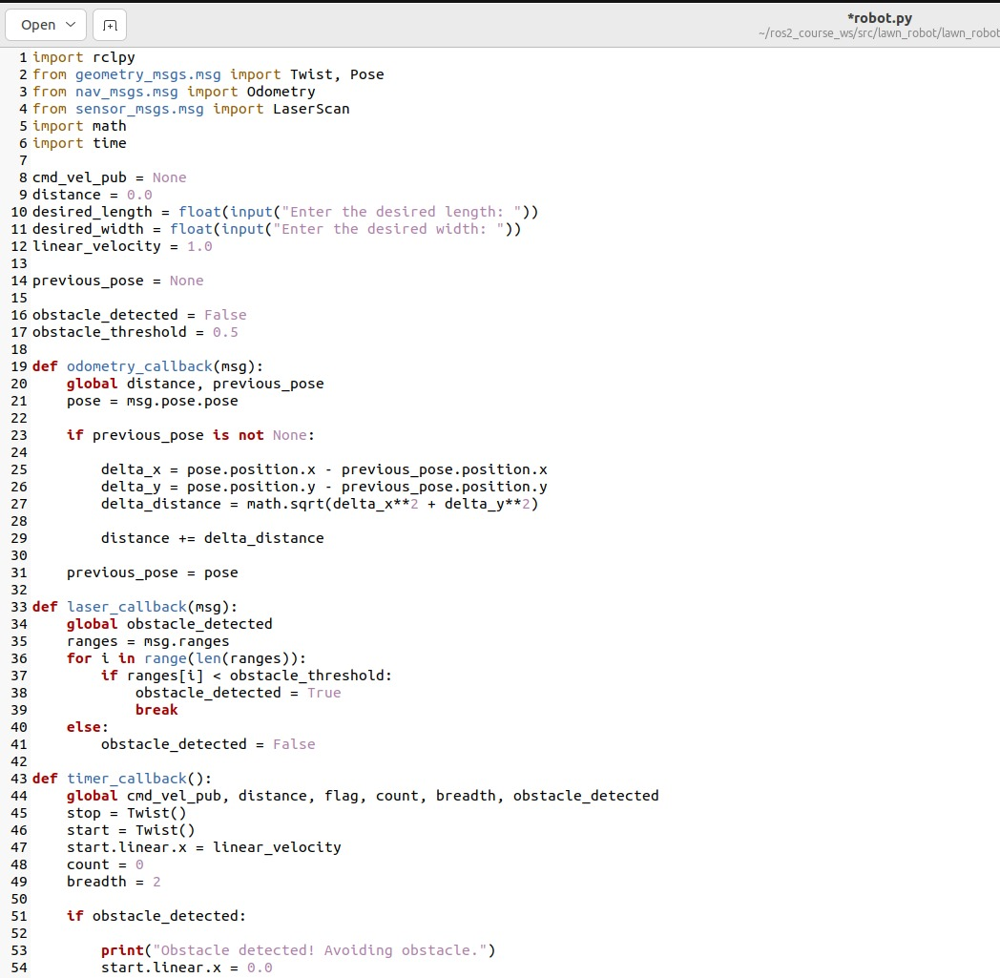 Open
*robot.py
~/ros2_course_ws/src/lawn_robot/lawn_robot
1 import rclpy
2 from geometry_msgs.msg import Twist, Pose
3 from nav_msgs.msg import Odometry
4 from sensor_msgs.msg import LaserScan
5 import math
6 import time
7
8 cmd_vel_pub = None
9 distance = 0.0
10 desired_length = float(input("Enter the desired length: "))
11 desired_width = float(input("Enter the desired width: "))
12 linear_velocity = 1.0
13
14 previous_pose = None
15
16 obstacle_detected = False
17 obstacle_threshold = 0.5
18
19 def odometry_callback(msg):
20     global distance, previous_pose
21     pose = msg.pose.pose
22
23     if previous_pose is not None:
24
25         delta_x = pose.position.x - previous_pose.position.x
26         delta_y = pose.position.y - previous_pose.position.y
27         delta_distance = math.sqrt(delta_x**2 + delta_y**2)
28
29         distance += delta_distance
30
31     previous_pose = pose
32
33 def laser_callback(msg):
34     global obstacle_detected
35     ranges = msg.ranges
36     for i in range(len(ranges)):
37         if ranges[i] < obstacle_threshold:
38             obstacle_detected = True
39             break
40     else:
41         obstacle_detected = False
42
43 def timer_callback():
44     global cmd_vel_pub, distance, flag, count, breadth, obstacle_detected
45     stop = Twist()
46     start = Twist()
47     start.linear.x = linear_velocity
48     count = 0
49     breadth = 2
50
51     if obstacle_detected:
52
53         print("Obstacle detected! Avoiding obstacle.")
54         start.linear.x = 0.0